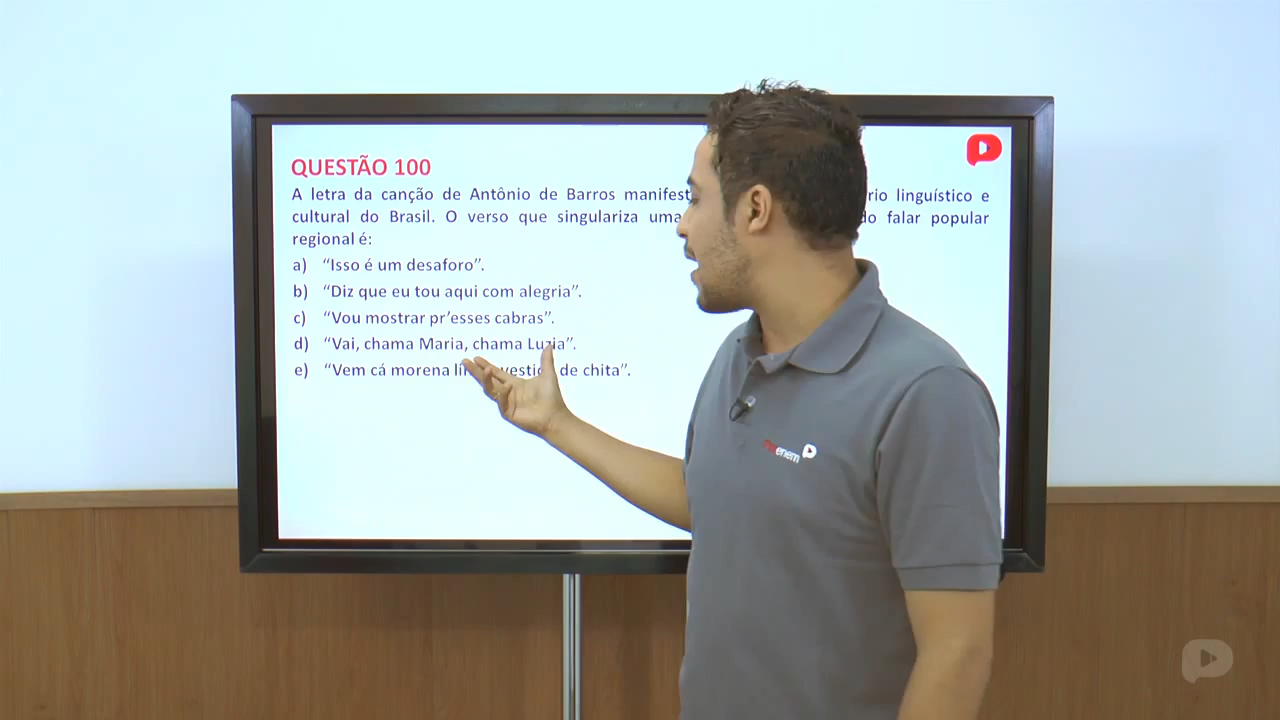 QUESTÃO 100
A letra da canção de Antônio de Barros manifest rio linguístico e
cultural do Brasil. O verso que singulariza uma do falar popular
regional é:
a) “Isso é um desaforo”.
b) “Diz que eu tou aqui com alegria”.
c) “Vou mostrar pr’esses cabras”.
d) “Vai, chama Maria, chama Luzia”.
e) “Vem cá morena de chita”.
enem